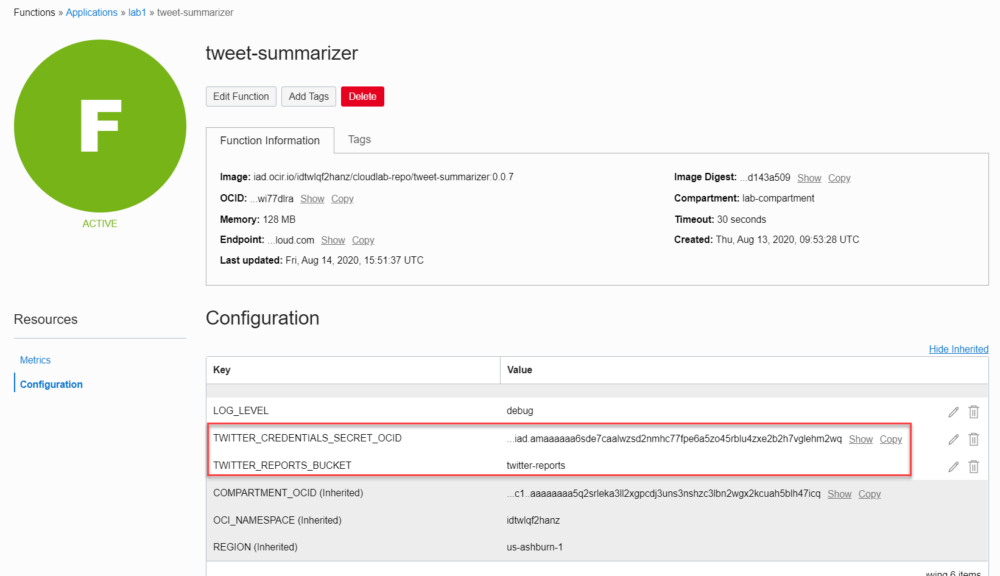 Functions » Applications » lab1 » tweet-summarizer
F
ACTIVE
tweet-summarizer
Edit Function Add Tags Delete
Function Information Tags
Image: iad.ocir.io/idtwlqf2hanz/cloudlab-repo/tweet-summarizer:0.0.7
OCID: ...wi77dlra Show Copy
Memory: 128 MB
Endpoint: ...loud.com Show Copy
Last updated: Fri, Aug 14, 2020, 15:51:37 UTC
Image Digest: ...d143a509 Show Copy
Compartment: lab-compartment
Timeout: 30 seconds
Created: Thu, Aug 13, 2020, 09:53:28 UTC
Resources
Metrics
Configuration
Configuration
Hide Inherited
Key Value
LOG_LEVEL debug
TWITTER_CREDENTIALS_SECRET_OCID ...iad.amaaaaaa6sde7caalwzsd2nmhc77fpe6a5zo45rblu4zxe2b2h7vglehm2wq Show Copy
TWITTER_REPORTS_BUCKET twitter-reports
COMPARTMENT_OCID (Inherited) ...c1..aaaaaaaa5q2srleka3ll2xgpcdj3uns3nshzc3lbn2wgx2kcuah5blh47icq Show Copy
OCI_NAMESPACE (Inherited) idtwlqf2hanz
REGION (Inherited) us-ashburn-1
wing 6 items